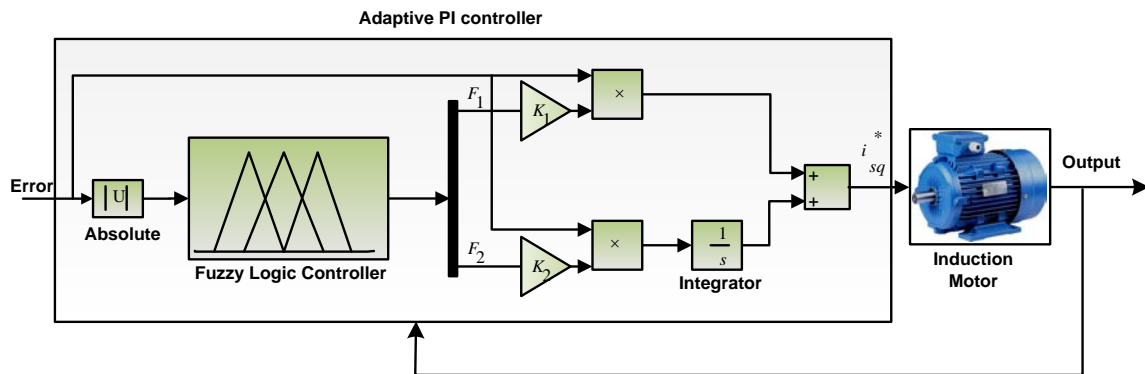 Adaptive PI controller
F1
K1
×
Error
|U|
Absolute
Fuzzy Logic Controller
F2
K2
×
1
s
Integrator
+
+
i*sq
Output
Induction
Motor